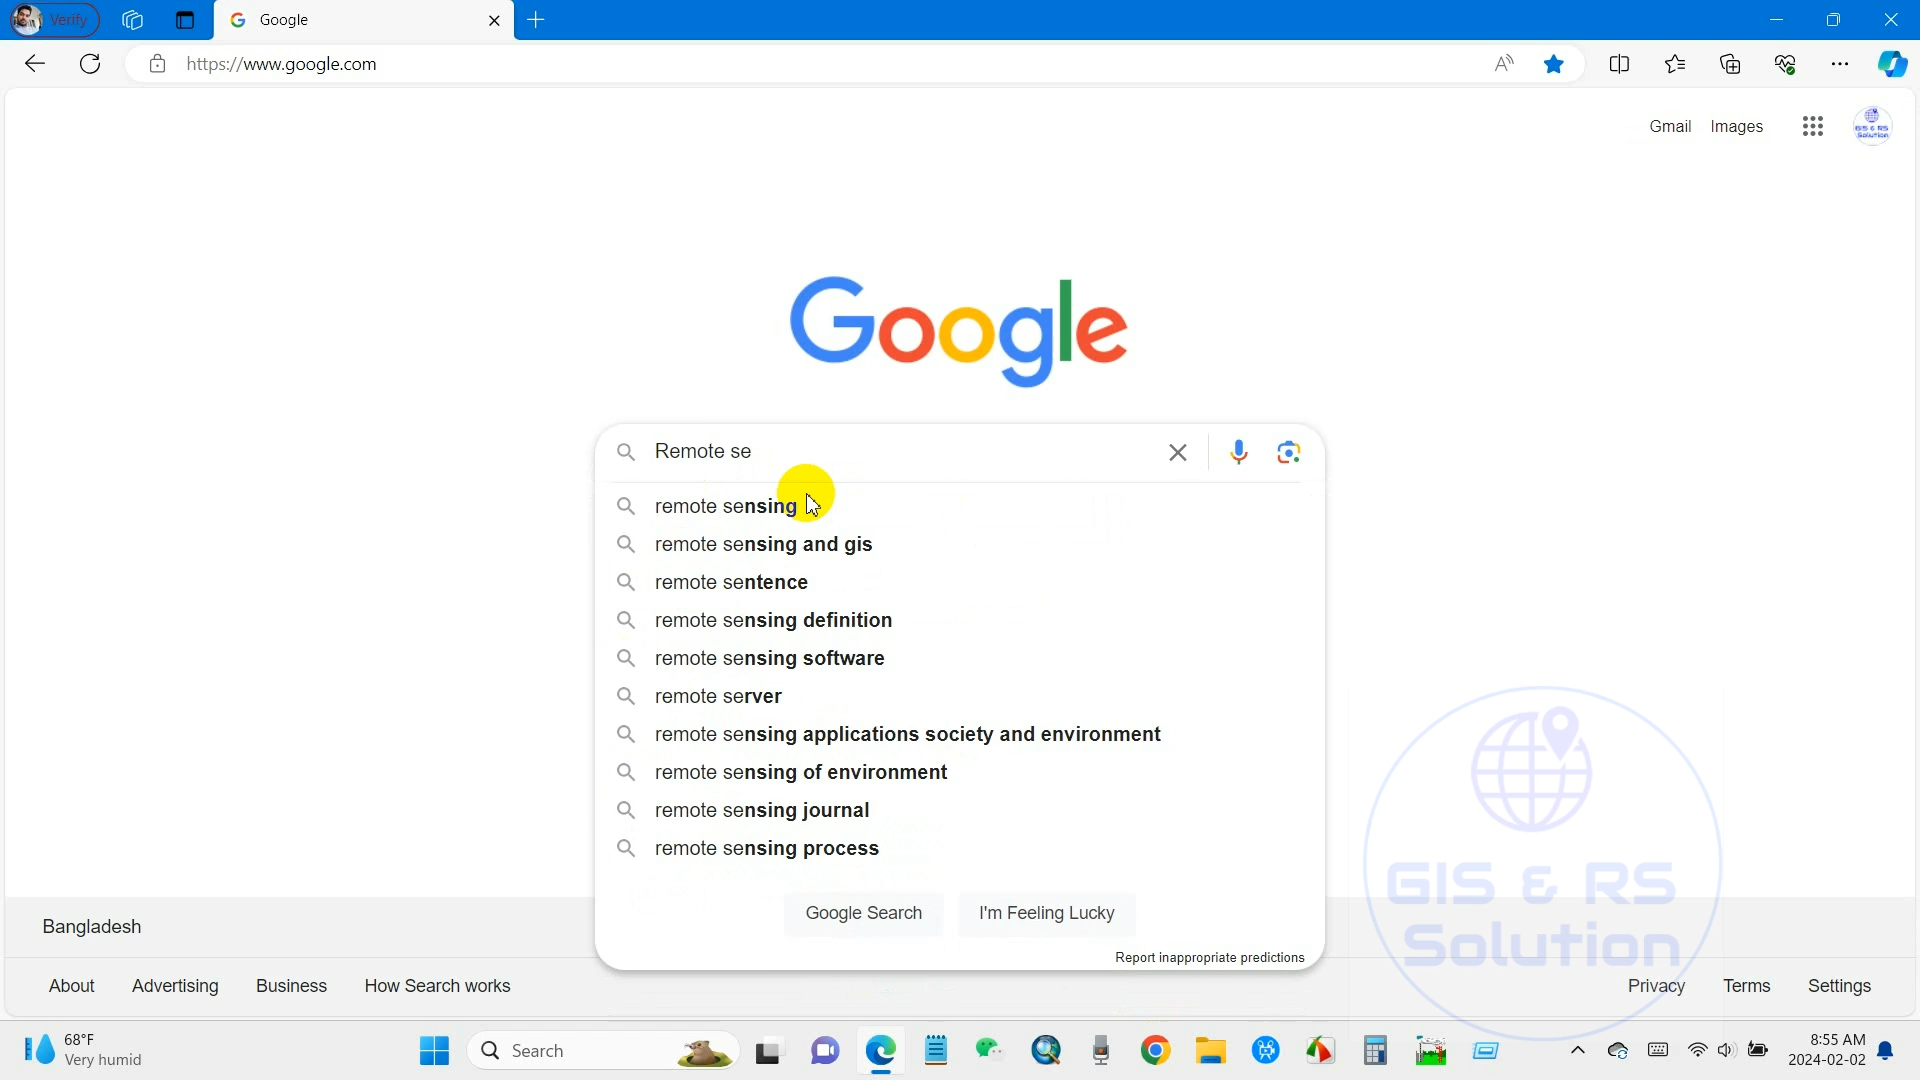 Verify
Google
https://www.google.com
Gmail
Images
GIS & RS
Solution
Google
Remote se
remote sensing
remote sensing and gis
remote sentence
remote sensing definition
remote sensing software
remote server
remote sensing applications society and environment
remote sensing of environment
remote sensing journal
remote sensing process
Google Search
I'm Feeling Lucky
Report inappropriate predictions
GIS & RS
Solution
Bangladesh
About
Advertising
Business
How Search works
Privacy
Terms
Settings
68°F
Very humid
Search
8:55 AM
2024-02-02